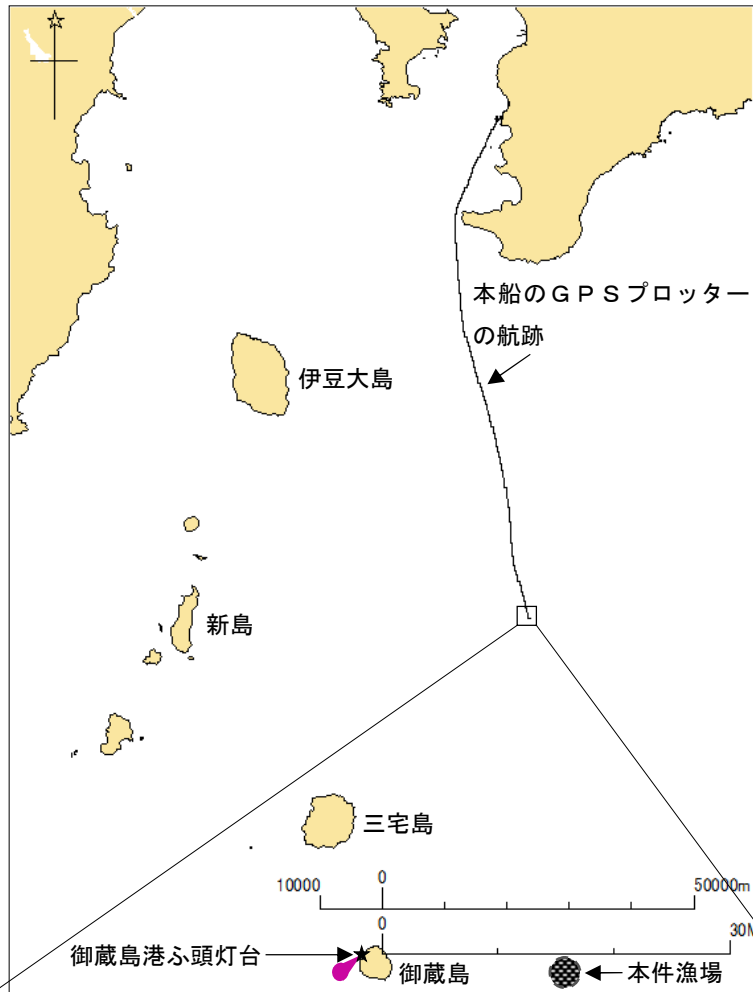 本船のGPSプロッター
の航跡
伊豆大島
新島
三宅島
10000 0 50000m
0 30M
御蔵島港ふ頭灯台
御蔵島
本件漁場